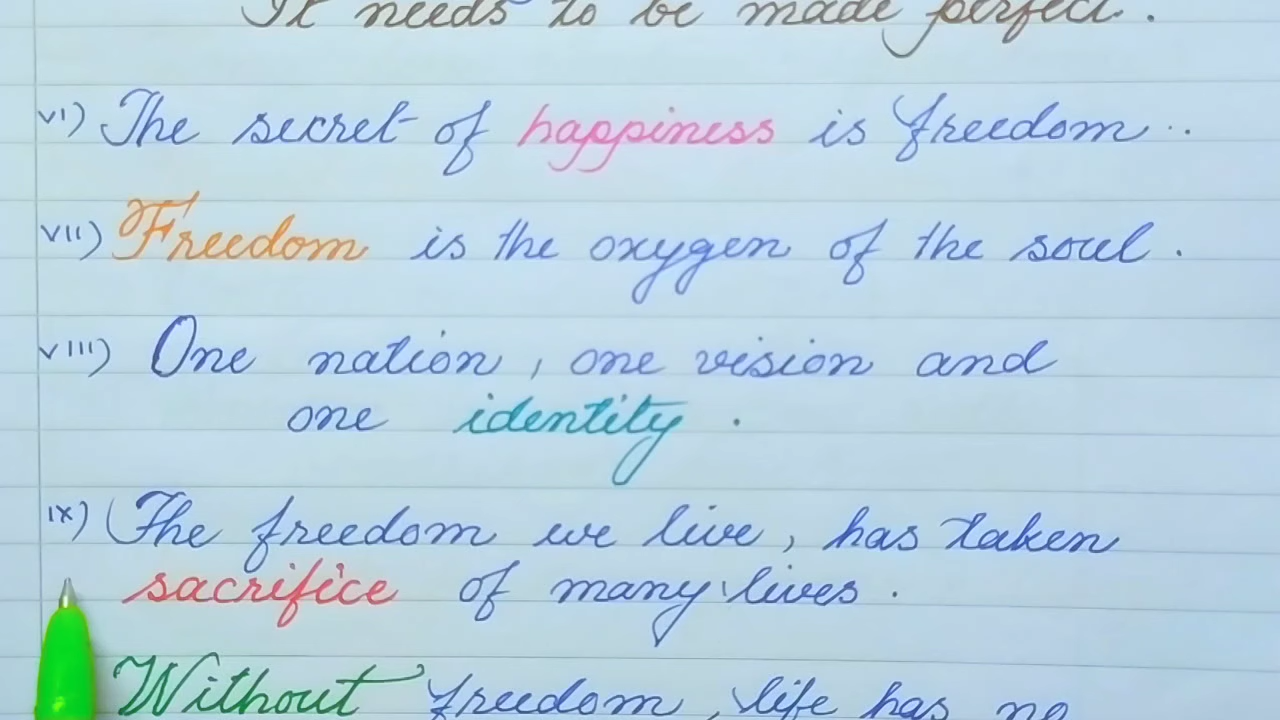 It needs to be made perfect.
vi) The secret of happiness is freedom..
vii) Freedom is the oxygen of the soul.
viii) One nation, one vision and
one identity.
ix) The freedom we live, has taken
sacrifice of many lives.
Without freedom, life has no